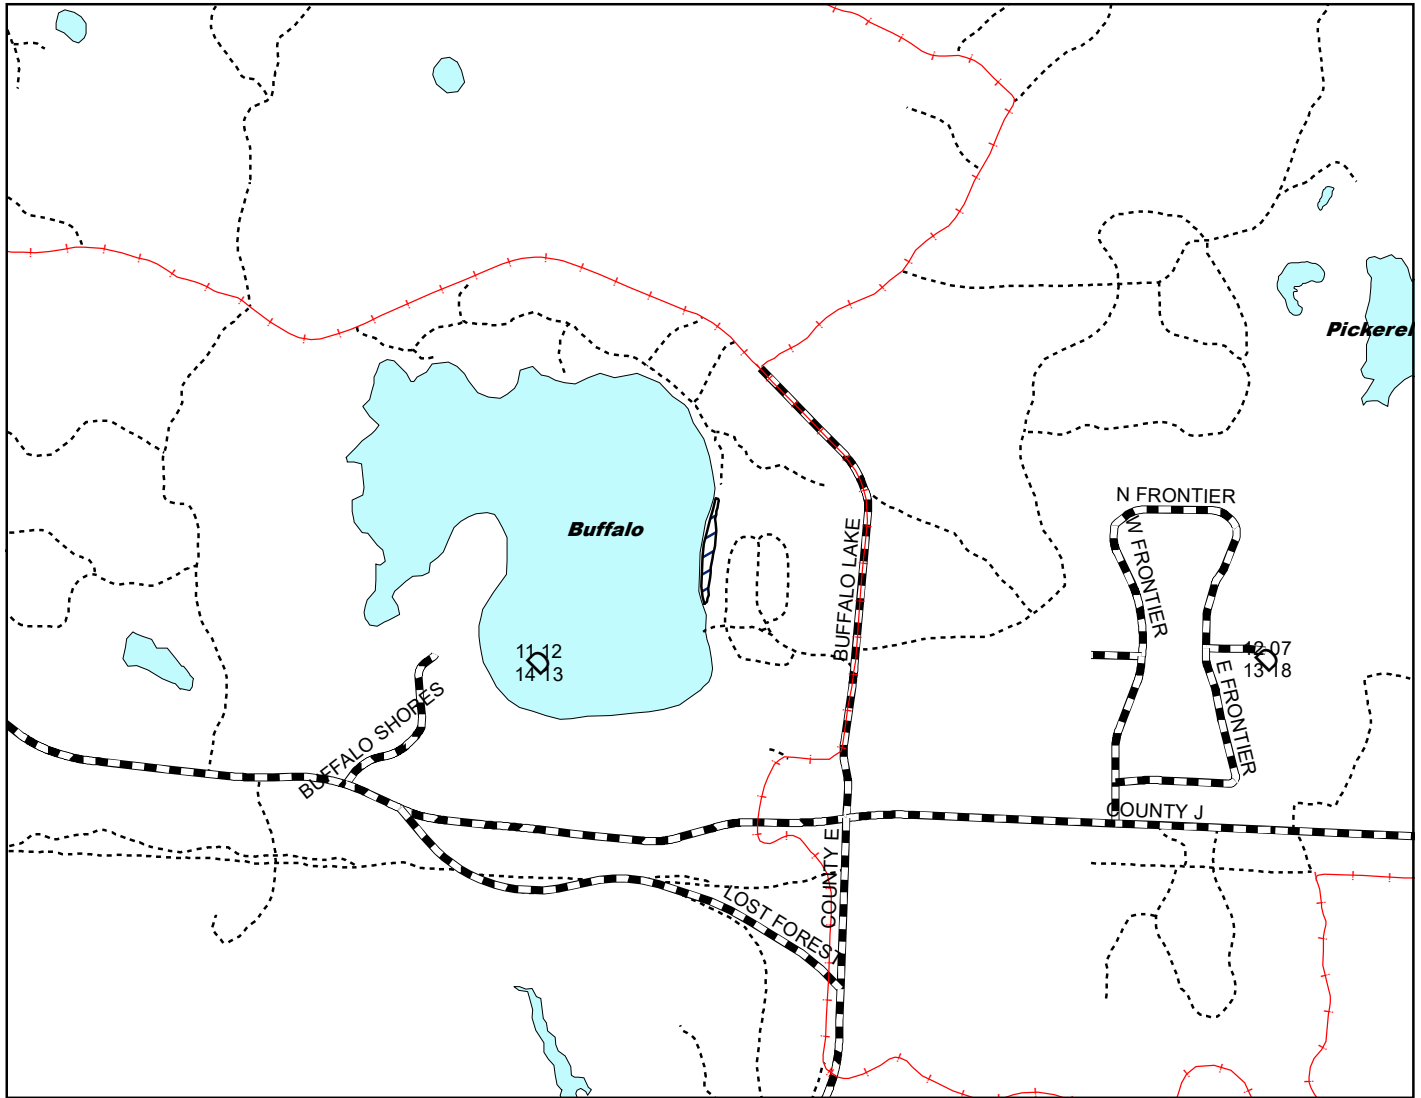 Pickerel
N FRONTIER
W FRONTIER
Buffalo
BUFFALO LAKE
11 12
14 13
12 07
13 18
E FRONTIER
BUFFALO SHORES
COUNTY J
COUNTY E
LOST FOREST